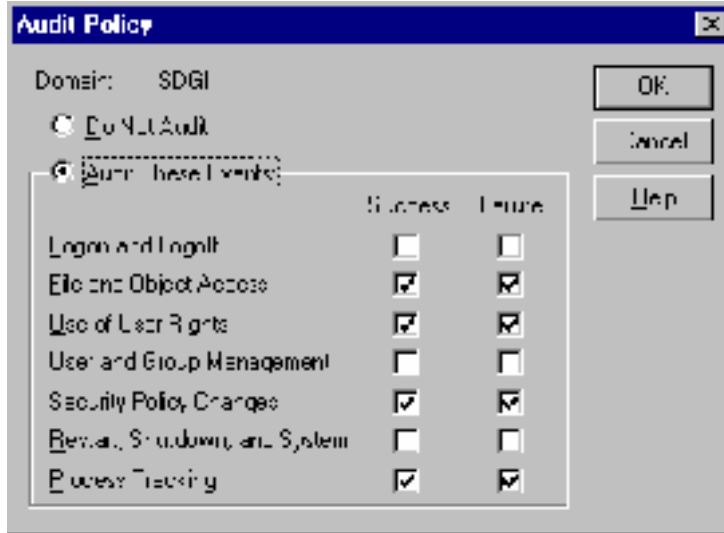 Audit Policy
Domain: SDGI
OK
Do Not Audit
Cancel
Audit These Events:
Help
Success Failure
Logon and Logoff
File and Object Access
Use of User Rights
User and Group Management
Security Policy Changes
Restart, Shutdown, and System
Process Tracking